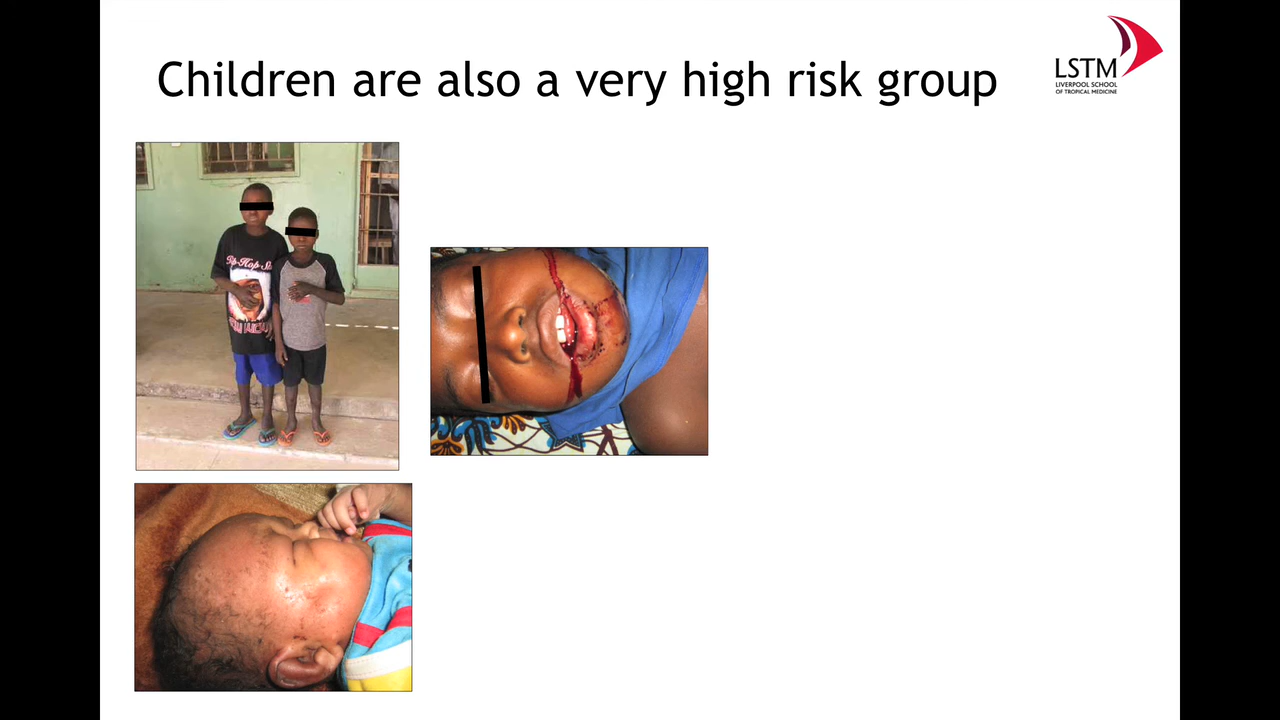 Children are also a very high risk group
LSTM
LIVERPOOL SCHOOL
OF TROPICAL MEDICINE